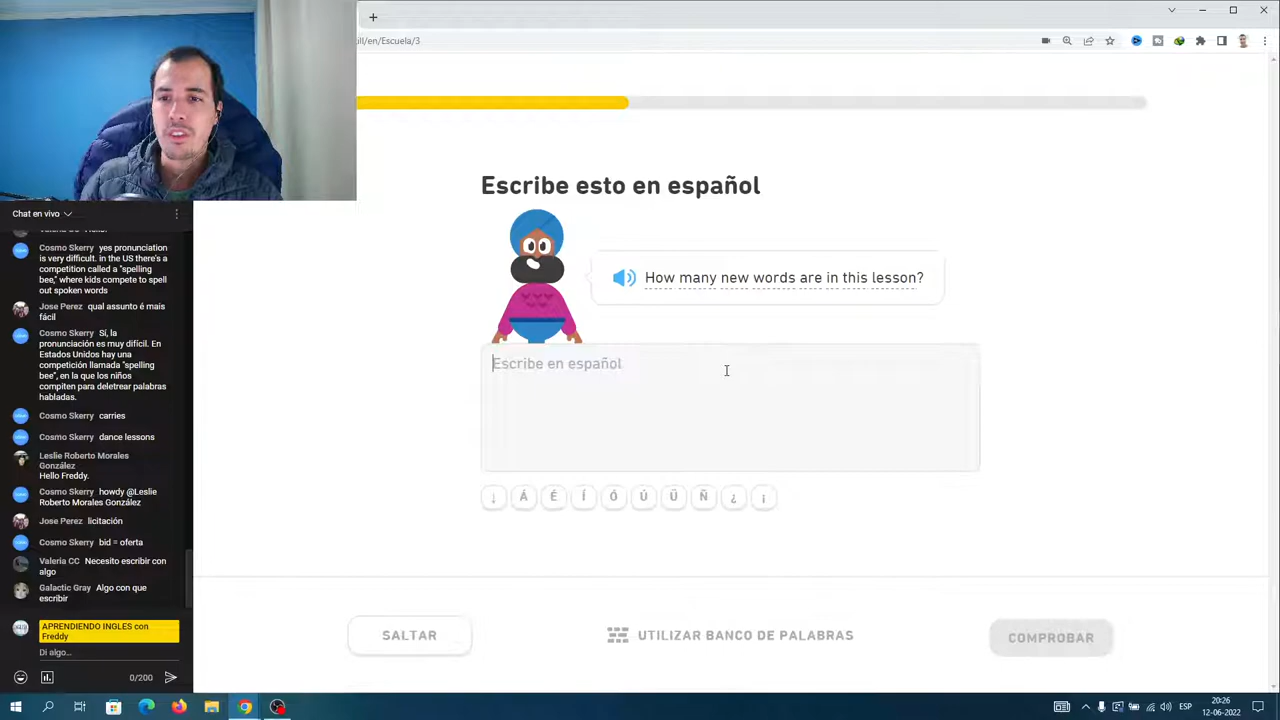 ill/en/Escuela/3
Chat en vivo
Cosmo Skerry yes pronunciation
is very difficult. in the US there's a
competition called a "spelling
bee," where kids compete to spell
out spoken words
Jose Perez qual assunto é mais
fácil
Cosmo Skerry Sí, la
pronunciación es muy difícil. En
Estados Unidos hay una
competición llamada "spelling
bee", en la que los niños
compiten para deletrear palabras
habladas.
Cosmo Skerry carries
Cosmo Skerry dance lessons
Leslie Roberto Morales
González
Hello Freddy.
Cosmo Skerry howdy @Leslie
Roberto Morales González
Jose Perez licitación
Cosmo Skerry bid = oferta
Valeria CC Necesito escribir con
algo
Galactic Gray Algo con que
escribir
APRENDIENDO INGLES con
Freddy
Di algo...
0/200
Escribe esto en español
How many new words are in this lesson?
Escribe en español
↓ Á É Í Ó Ú Ü Ñ ¿ ¡
SALTAR
UTILIZAR BANCO DE PALABRAS
COMPROBAR
ESP
20:26
12-06-2022